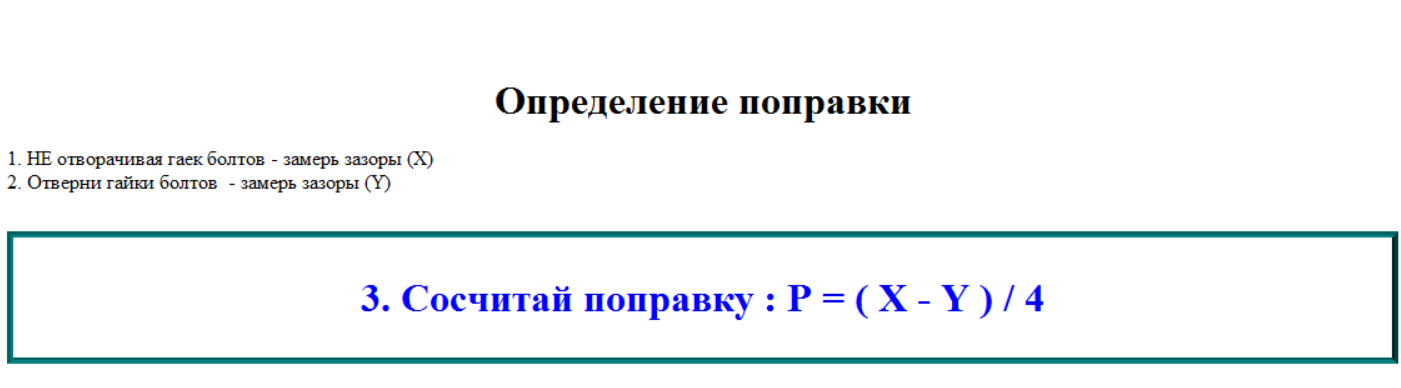 Определение поправки
1. НЕ отворачивая гаек болтов - замерь зазоры (X)
2. Отверни гайки болтов  - замерь зазоры (Y)
3. Сосчитай поправку : P = ( X - Y ) / 4